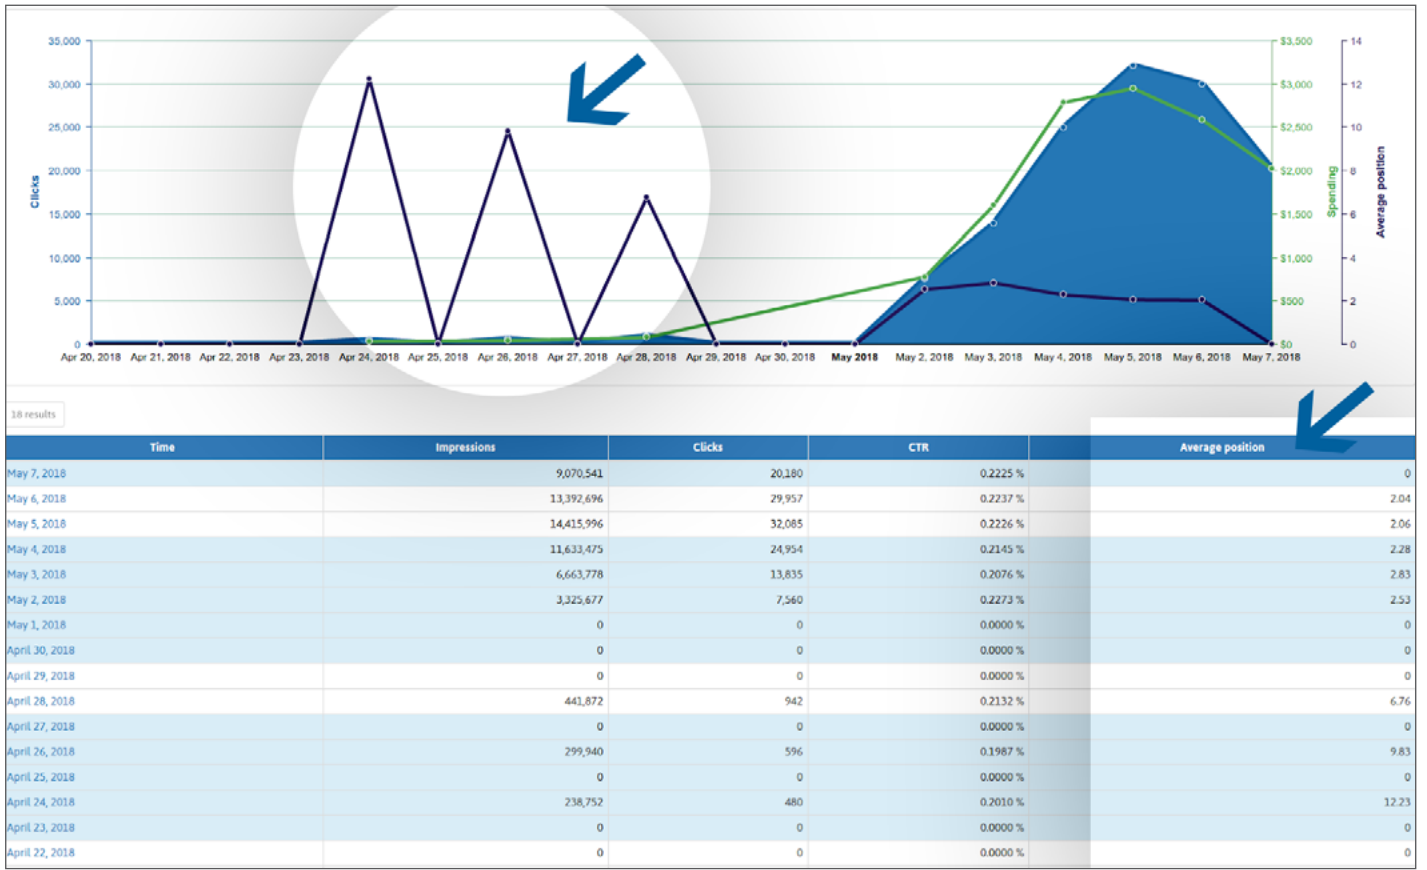 35,000
30,000
25,000
20,000
15,000
10,000
5,000
0
Clicks
$3,500
$3,000
$2,500
$2,000
$1,500
$1,000
$500
$0
Spending
14
12
10
8
6
4
2
0
Average position
Apr 20, 2018 Apr 21, 2018 Apr 22, 2018 Apr 23, 2018 Apr 24, 2018 Apr 25, 2018 Apr 26, 2018 Apr 27, 2018 Apr 28, 2018 Apr 29, 2018 Apr 30, 2018 May 2018 May 2, 2018 May 3, 2018 May 4, 2018 May 5, 2018 May 6, 2018 May 7, 2018
18 results
Time Impressions Clicks CTR Average position
May 7, 2018 9,070,541 20,180 0.2225 % 0
May 6, 2018 13,392,696 29,957 0.2237 % 2.04
May 5, 2018 14,415,996 32,085 0.2226 % 2.06
May 4, 2018 11,633,475 24,954 0.2145 % 2.28
May 3, 2018 6,663,778 13,835 0.2076 % 2.83
May 2, 2018 3,325,677 7,560 0.2273 % 2.53
May 1, 2018 0 0 0.0000 % 0
April 30, 2018 0 0 0.0000 % 0
April 29, 2018 0 0 0.0000 % 0
April 28, 2018 441,872 942 0.2132 % 6.76
April 27, 2018 0 0 0.0000 % 0
April 26, 2018 299,940 596 0.1987 % 9.83
April 25, 2018 0 0 0.0000 % 0
April 24, 2018 238,752 480 0.2010 % 12.23
April 23, 2018 0 0 0.0000 % 0
April 22, 2018 0 0 0.0000 % 0